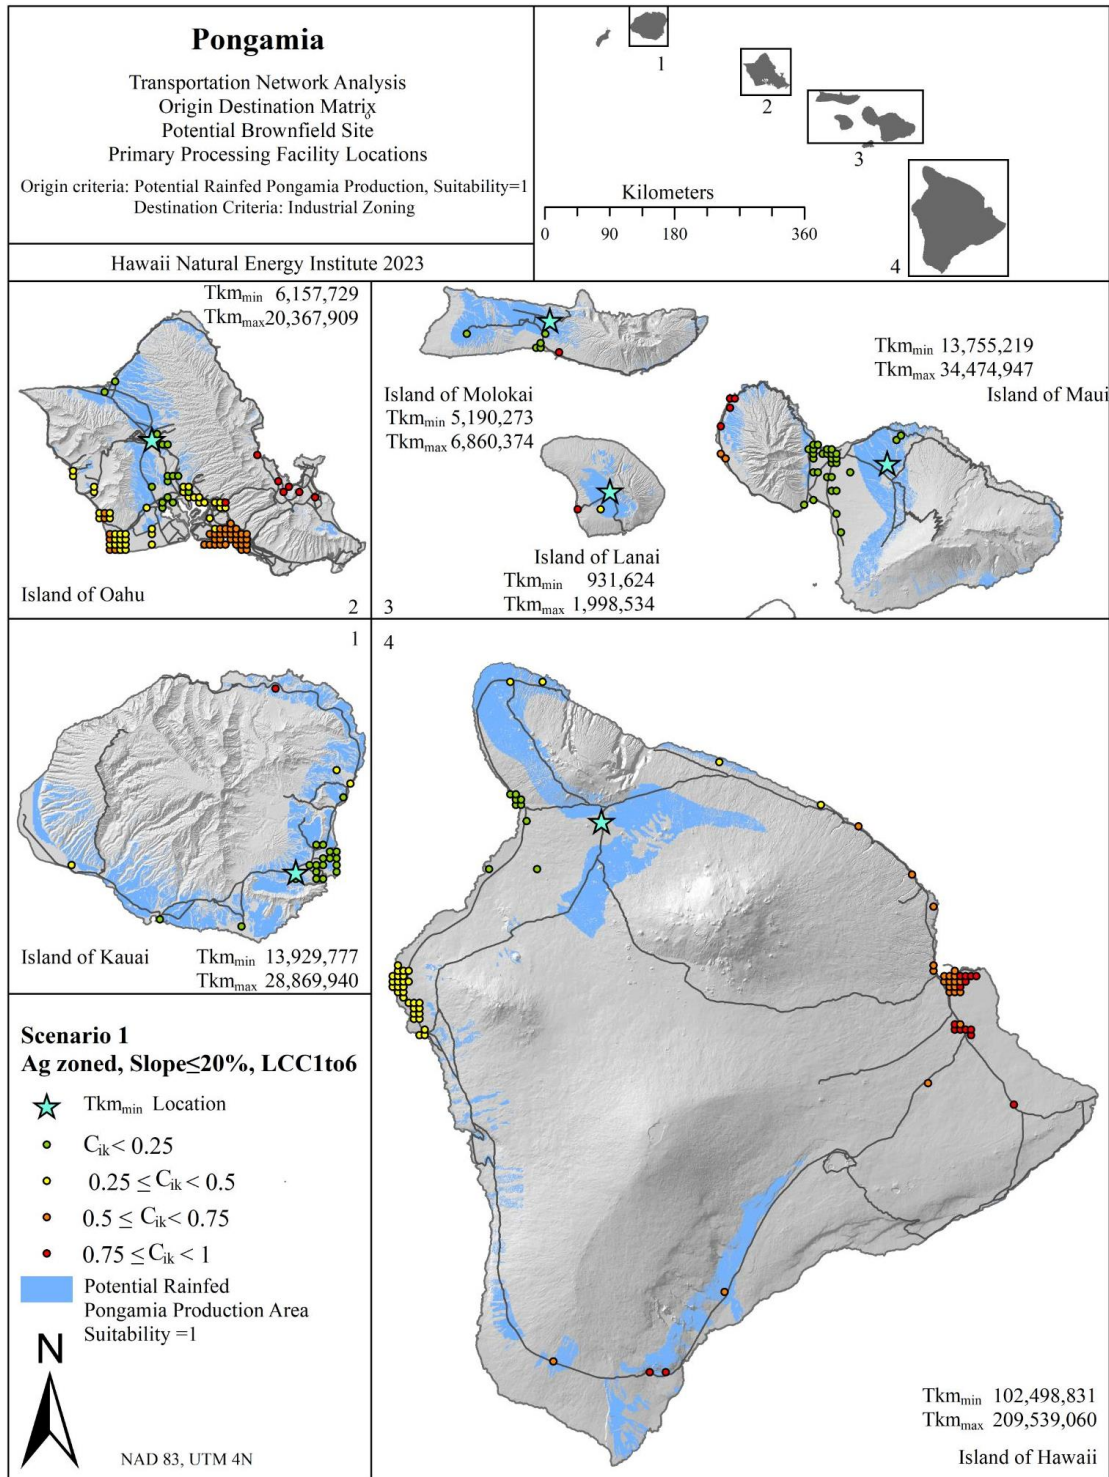 Pongamia
Transportation Network Analysis
Origin Destination Matrix
Potential Brownfield Site
Primary Processing Facility Locations
Origin criteria: Potential Rainfed Pongamia Production, Suitability=1
Destination Criteria: Industrial Zoning
Hawaii Natural Energy Institute 2023
1
2
3
4
Kilometers
0 90 180 360
Tkmmin 6,157,729
Tkmmax 20,367,909
Island of Oahu
2
Island of Molokai
Tkmmin 5,190,273
Tkmmax 6,860,374
Tkmmin 13,755,219
Tkmmax 34,474,947
Island of Maui
Island of Lanai
Tkmmin 931,624
Tkmmax 1,998,534
3
1
Island of Kauai
Tkmmin 13,929,777
Tkmmax 28,869,940
4
Tkmmin 102,498,831
Tkmmax 209,539,060
Island of Hawaii
Scenario 1
Ag zoned, Slope≤20%, LCC1to6
Tkmmin Location
Cik < 0.25
0.25 ≤ Cik < 0.5
0.5 ≤ Cik < 0.75
0.75 ≤ Cik < 1
Potential Rainfed
Pongamia Production Area
Suitability =1
N
NAD 83, UTM 4N